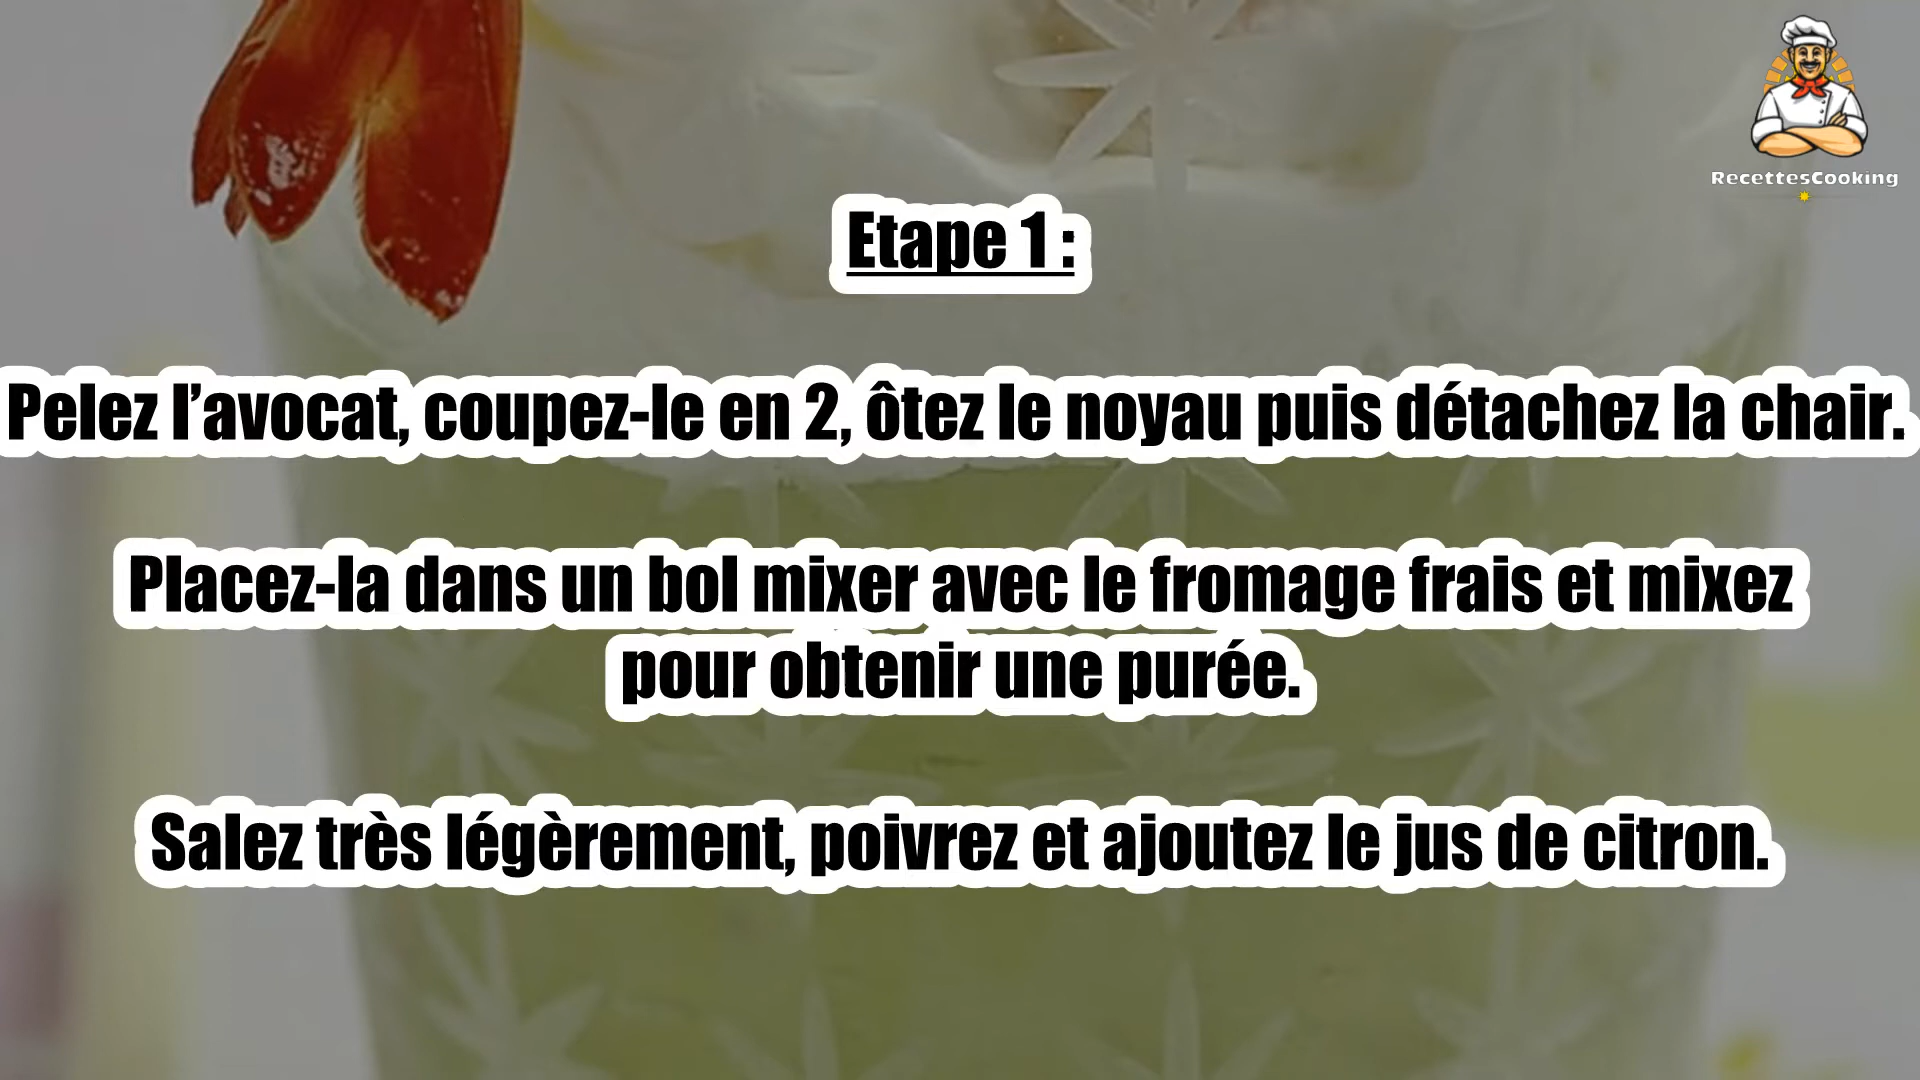 RecettesCooking
Etape 1 :
Pelez l’avocat, coupez-le en 2, ôtez le noyau puis détachez la chair.
Placez-la dans un bol mixer avec le fromage frais et mixez
pour obtenir une purée.
Salez très légèrement, poivrez et ajoutez le jus de citron.